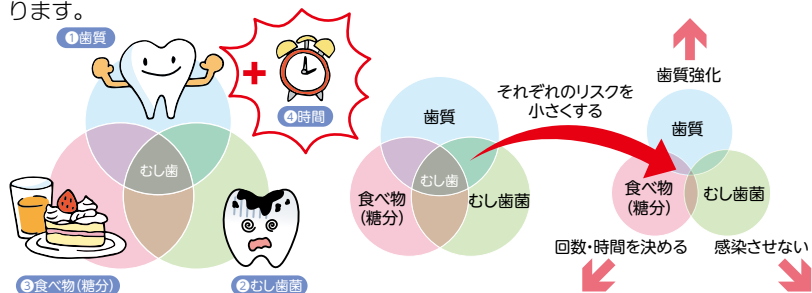 ります。
❶歯質
❹時間
むし歯
❸食べ物(糖分)
❷むし歯菌
歯質
むし歯
食べ物
(糖分)
むし歯菌
それぞれのリスクを
小さくする
歯質強化
歯質
食べ物
(糖分)
むし歯菌
回数・時間を決める
感染させない